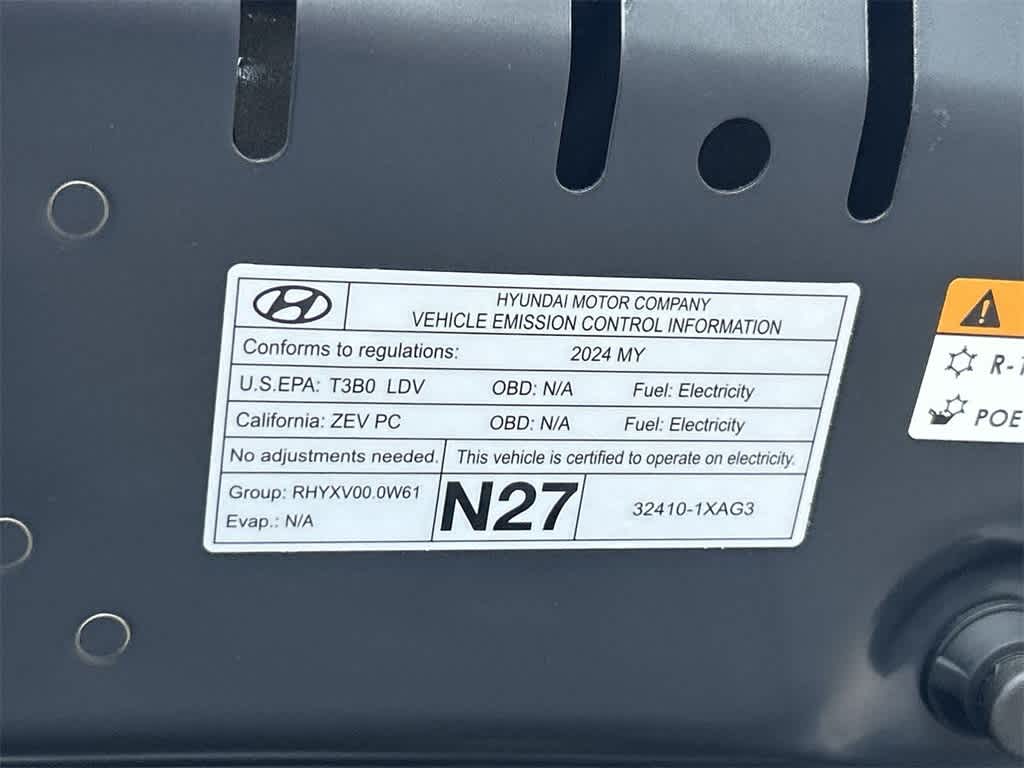 HYUNDAI MOTOR COMPANY
VEHICLE EMISSION CONTROL INFORMATION
Conforms to regulations: 2024 MY
U.S.EPA: T3B0 LDV OBD: N/A Fuel: Electricity
California: ZEV PC OBD: N/A Fuel: Electricity
No adjustments needed. This vehicle is certified to operate on electricity.
Group: RHYXV00.0W61
Evap.: N/A
N27
32410-1XAG3
R-1
POE